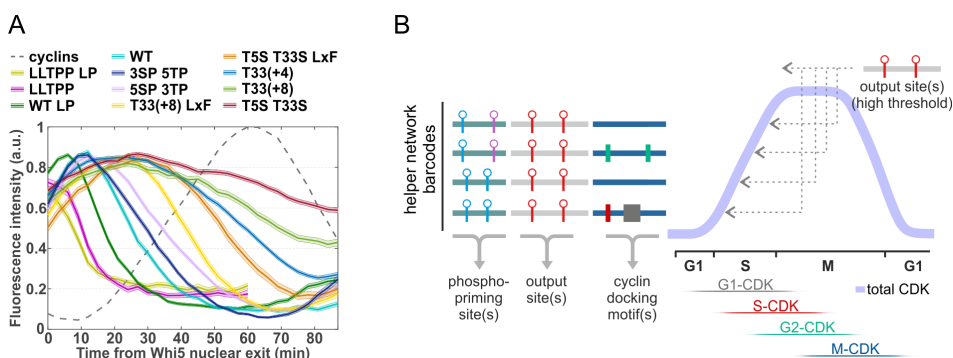 A
cyclins
LLTPP LP
LLTPP
WT LP
WT
3SP 5TP
5SP 3TP
T33(+8) LxF
T5S T33S LxF
T33(+4)
T33(+8)
T5S T33S
Fluorescence intensity (a.u.)
1
0.8
0.6
0.4
0.2
0
0 10 20 30 40 50 60 70 80
Time from Whi5 nuclear exit (min)
B
helper network
barcodes
phospho-
priming
site(s)
output
site(s)
cyclin
docking
motif(s)
output site(s)
(high threshold)
G1 S M G1
G1-CDK
S-CDK
G2-CDK
M-CDK
total CDK